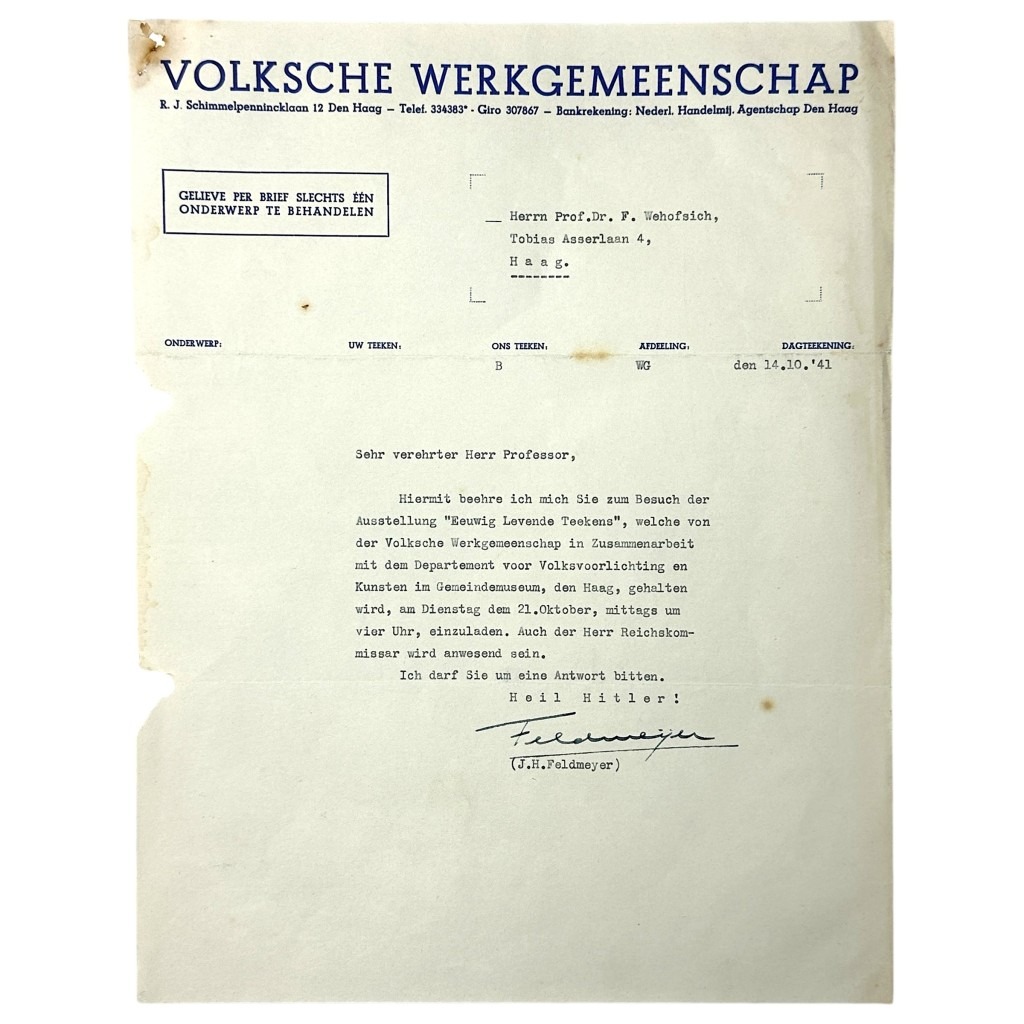 VOLKSCHE WERKGEMEENSCHAP
R. J. Schimmelpennincklaan 12 Den Haag – Telef. 334383* - Giro 307867 – Bankrekening: Nederl. Handelmij. Agentschap Den Haag
GELIEVE PER BRIEF SLECHTS ÉÉN
ONDERWERP TE BEHANDELEN
__ Herrn Prof.Dr. F. Wehofsich,
Tobias Asserlaan 4,
H a a g.
--------
ONDERWERP: UW TEEKEN: ONS TEEKEN: AFDEELING: DAGTEEKENING:
B WG den 14.10.'41
Sehr verehrter Herr Professor,
Hiermit beehre ich mich Sie zum Besuch der
Ausstellung "Eeuwig Levende Teekens", welche von
der Volksche Werkgemeenschap in Zusammenarbeit
mit dem Departement voor Volksvoorlichting en
Kunsten im Gemeindemuseum, den Haag, gehalten
wird, am Dienstag dem 21.Oktober, mittags um
vier Uhr, einzuladen. Auch der Herr Reichskom-
missar wird anwesend sein.
Ich darf Sie um eine Antwort bitten.
H e i l  H i t l e r !
Feldmeijer
(J.H.Feldmeyer)